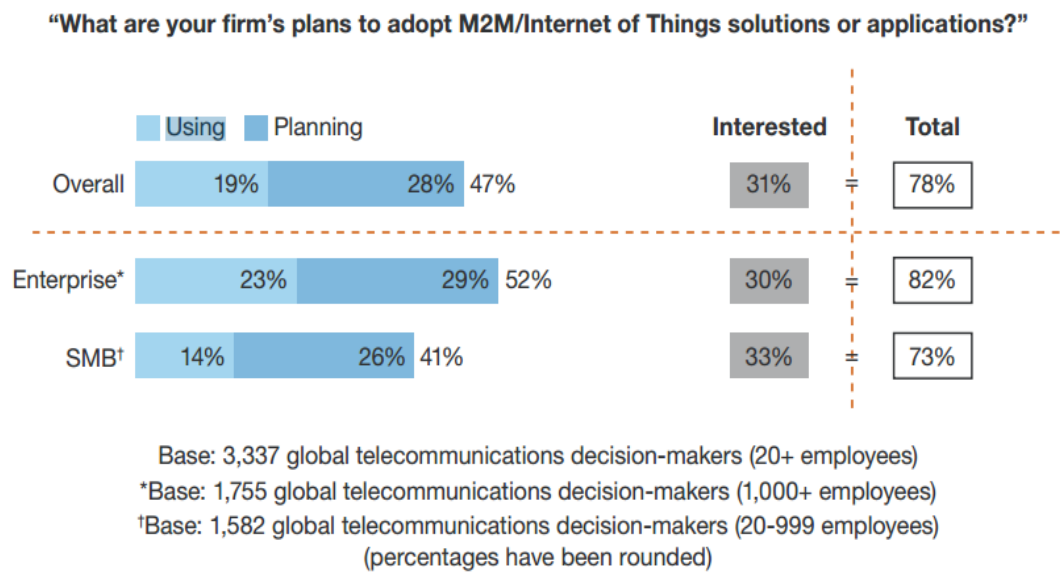 “What are your firm’s plans to adopt M2M/Internet of Things solutions or applications?”
Using Planning Interested Total
Overall 19% 28% 47% 31% = 78%
Enterprise* 23% 29% 52% 30% = 82%
SMB† 14% 26% 41% 33% = 73%
Base: 3,337 global telecommunications decision-makers (20+ employees)
*Base: 1,755 global telecommunications decision-makers (1,000+ employees)
†Base: 1,582 global telecommunications decision-makers (20-999 employees)
(percentages have been rounded)